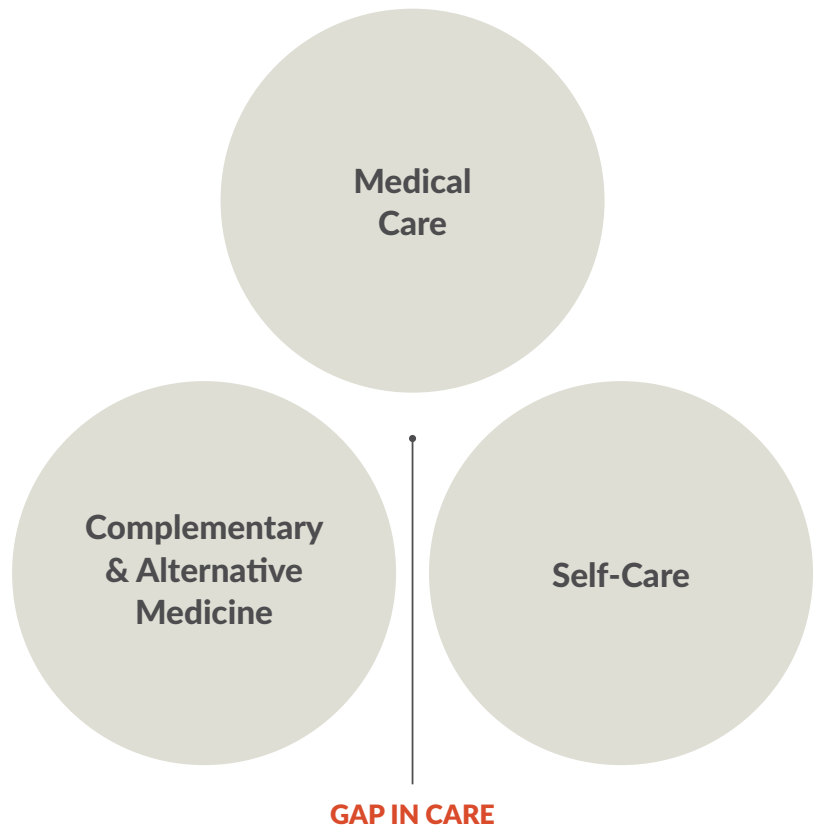 Medical
Care
Complementary
& Alternative
Medicine
Self-Care
GAP IN CARE